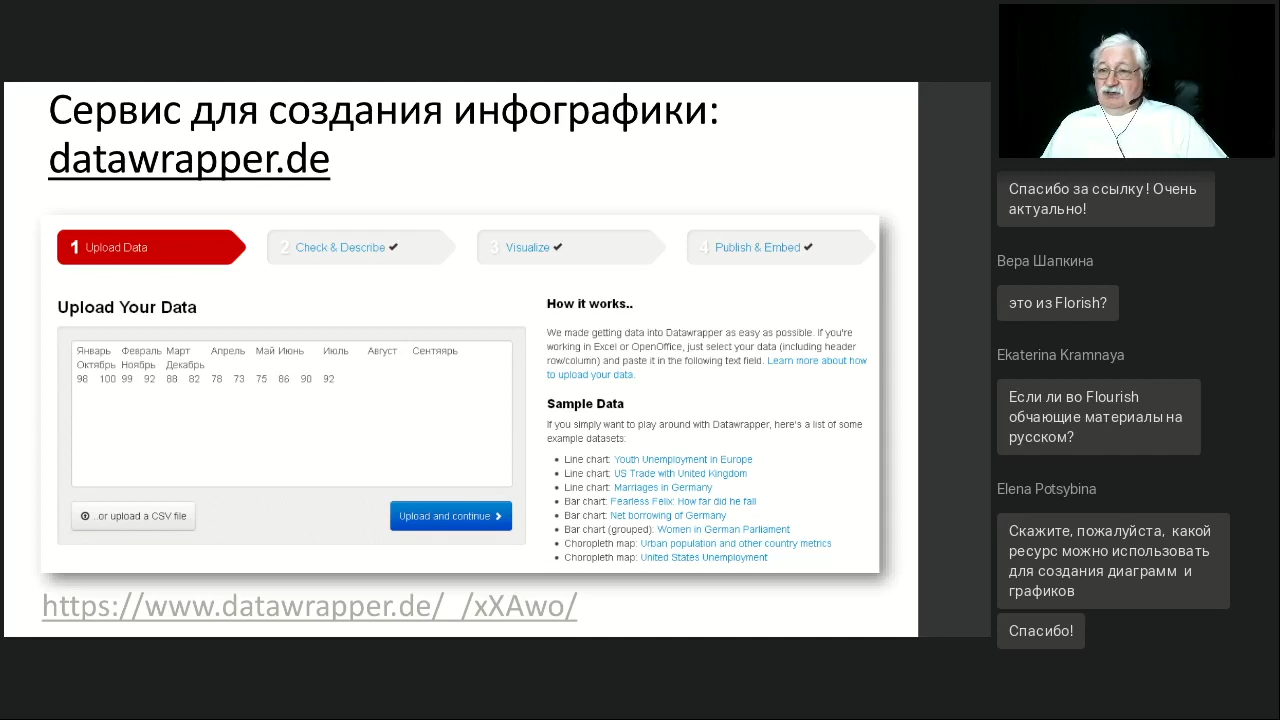 Сервис для создания инфографики:
datawrapper.de
1 Upload Data
2 Check & Describe ✔
3 Visualize ✔
4 Publish & Embed ✔
Upload Your Data
Январь Февраль Март Апрель Май Июнь Июль Август Сентяярь
Октябрь Ноябрь Декабрь
98 100 99 92 88 82 78 73 75 86 90 92
..or upload a CSV file
Upload and continue
How it works..
We made getting data into Datawrapper as easy as possible. If you're
working in Excel or OpenOffice, just select your data (including header
row/column) and paste it in the following text field. Learn more about how
to upload your data.
Sample Data
If you simply want to play around with Datawrapper, here's a list of some
example datasets:
Line chart: Youth Unemployment in Europe
Line chart: US Trade with United Kingdom
Line chart: Marriages in Germany
Bar chart: Fearless Felix: How far did he fall
Bar chart: Net borrowing of Germany
Bar chart (grouped): Women in German Parliament
Choropleth map: Urban population and other country metrics
Choropleth map: United States Unemployment
https://www.datawrapper.de/_/xXAwo/
Спасибо за ссылку! Очень
актуально!
Вера Шапкина
это из Florish?
Ekaterina Kramnaya
Если ли во Flourish
обчающие материалы на
русском?
Elena Potsybina
Скажите, пожалуйста, какой
ресурс можно использовать
для создания диаграмм и
графиков
Спасибо!